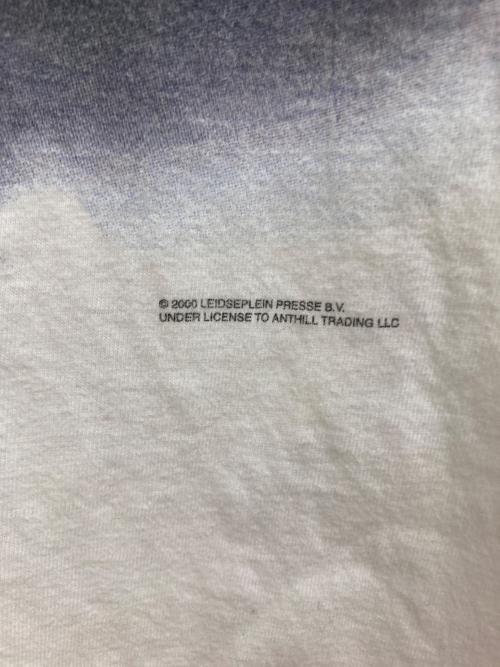 © 2000 LEIDSEPLEIN PRESSE B.V.
UNDER LICENSE TO ANTHILL TRADING LLC